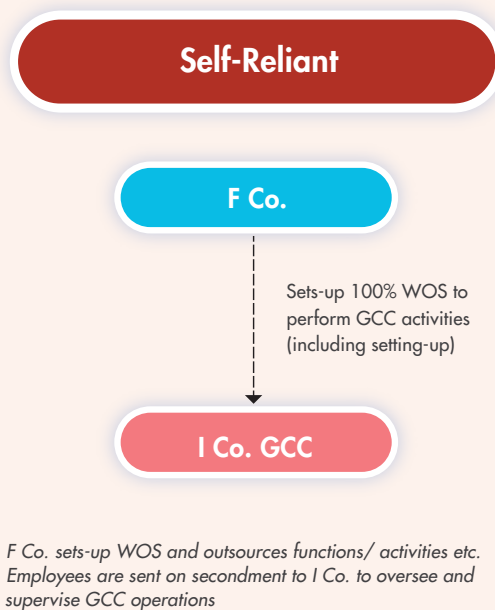 Self-Reliant
F Co.
Sets-up 100% WOS to
perform GCC activities
(including setting-up)
I Co. GCC
F Co. sets-up WOS and outsources functions/ activities etc.
Employees are sent on secondment to I Co. to oversee and
supervise GCC operations